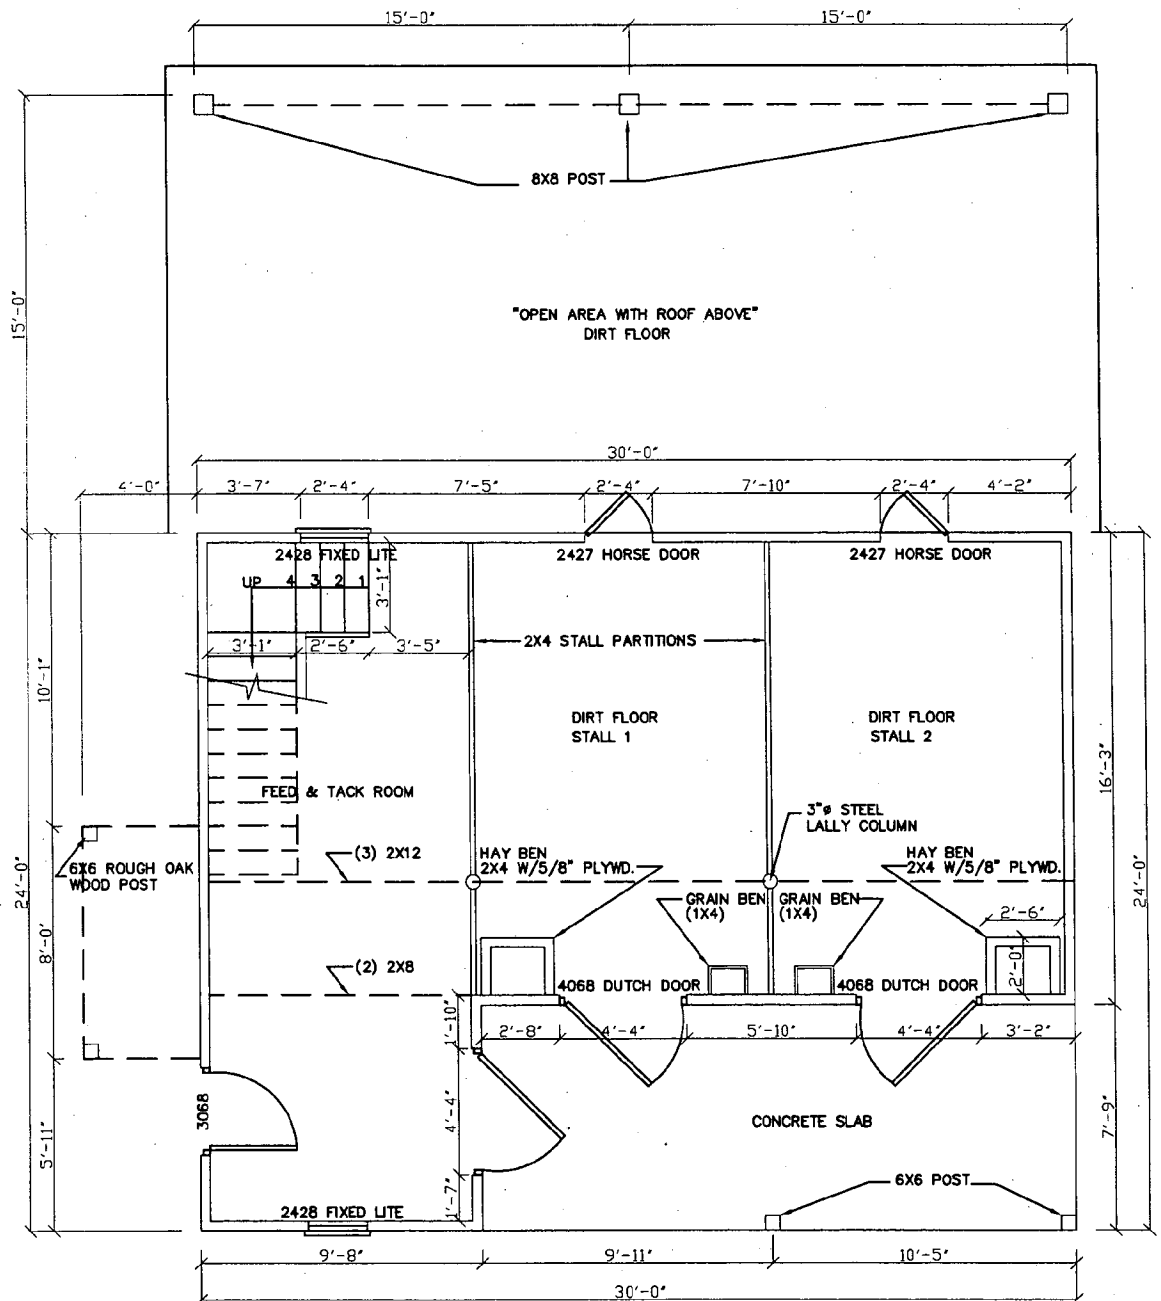 15'-0" 15'-0"
8X8 POST
15'-0"
"OPEN AREA WITH ROOF ABOVE"
DIRT FLOOR
30'-0"
4'-0" 3'-7" 2'-4" 7'-5" 2'-4" 7'-10" 2'-4" 4'-2"
2428 FIXED LITE
2427 HORSE DOOR
2427 HORSE DOOR
UP 4 3 2 1
3'-1"
3'-1" 2'-6" 3'-5"
2X4 STALL PARTITIONS
10'-1"
DIRT FLOOR
STALL 1
DIRT FLOOR
STALL 2
16'-3"
FEED & TACK ROOM
3"ø STEEL
LALLY COLUMN
6X6 ROUGH OAK
WOOD POST
(3) 2X12
HAY BEN
2X4 W/5/8" PLYWD.
HAY BEN
2X4 W/5/8" PLYWD.
24'-0"
24'-0"
GRAIN BEN
(1X4)
GRAIN BEN
(1X4)
2'-6"
2'-0"
8'-0"
(2) 2X8
4068 DUTCH DOOR
4068 DUTCH DOOR
1'-10"
2'-8" 4'-4" 5'-10" 4'-4" 3'-2"
3068
4'-4"
CONCRETE SLAB
7'-9"
5'-11"
6X6 POST
1'-7"
2428 FIXED LITE
9'-8" 9'-11" 10'-5"
30'-0"